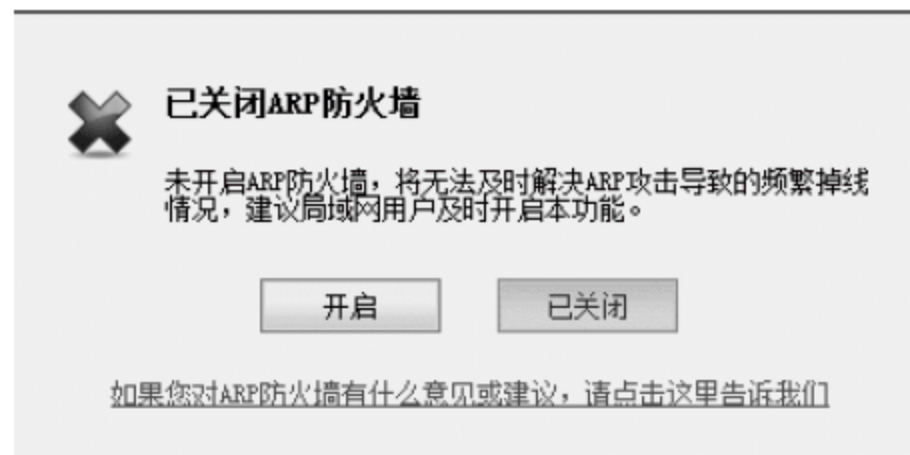 已关闭ARP防火墙
未开启ARP防火墙，将无法及时解决ARP攻击导致的频繁掉线
情况，建议局域网用户及时开启本功能。
开启
已关闭
如果您对ARP防火墙有什么意见或建议，请点击这里告诉我们